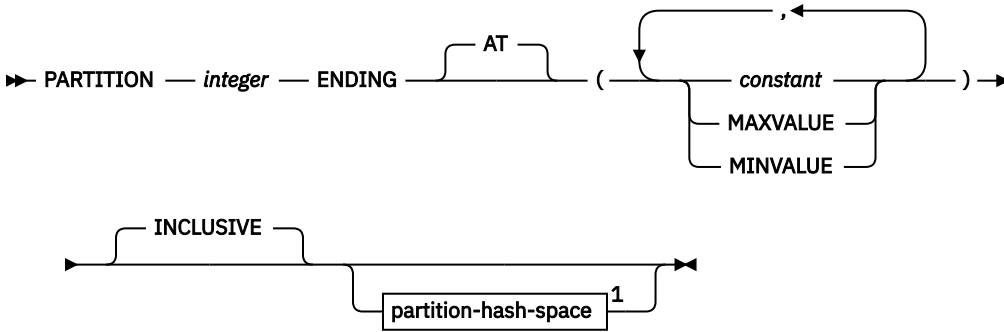 ,
AT
PARTITION integer ENDING ( constant )
MAXVALUE
MINVALUE
INCLUSIVE
partition-hash-space 1